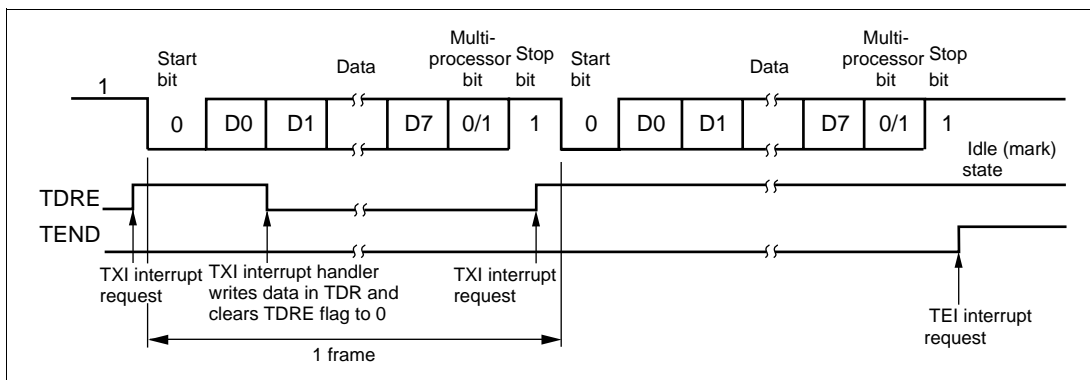 Multi-
processor
bit
Start
bit
Data
Stop
bit
Start
bit
Data
Multi-
processor
bit
Stop
bit
1
0
D0
D1
D7
0/1
1
0
D0
D1
D7
0/1
1
Idle (mark)
state
TDRE
TEND
TXI interrupt
request
TXI interrupt handler
writes data in TDR and
clears TDRE flag to 0
TXI interrupt
request
TEI interrupt
request
1 frame